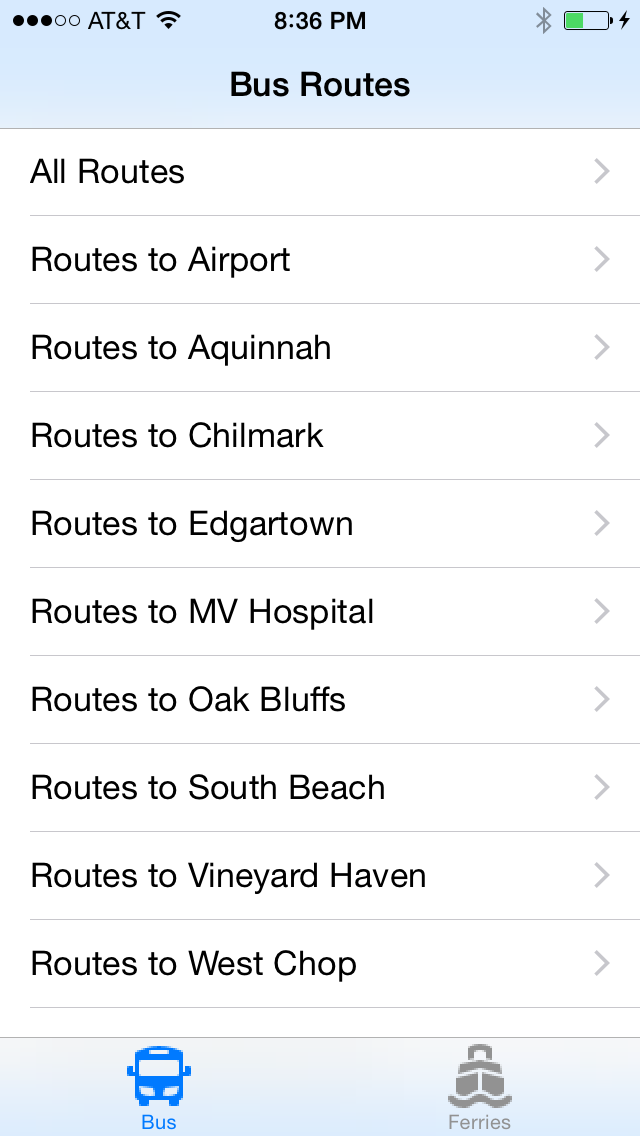 AT&T 8:36 PM
Bus Routes
All Routes
Routes to Airport
Routes to Aquinnah
Routes to Chilmark
Routes to Edgartown
Routes to MV Hospital
Routes to Oak Bluffs
Routes to South Beach
Routes to Vineyard Haven
Routes to West Chop
Bus Ferries